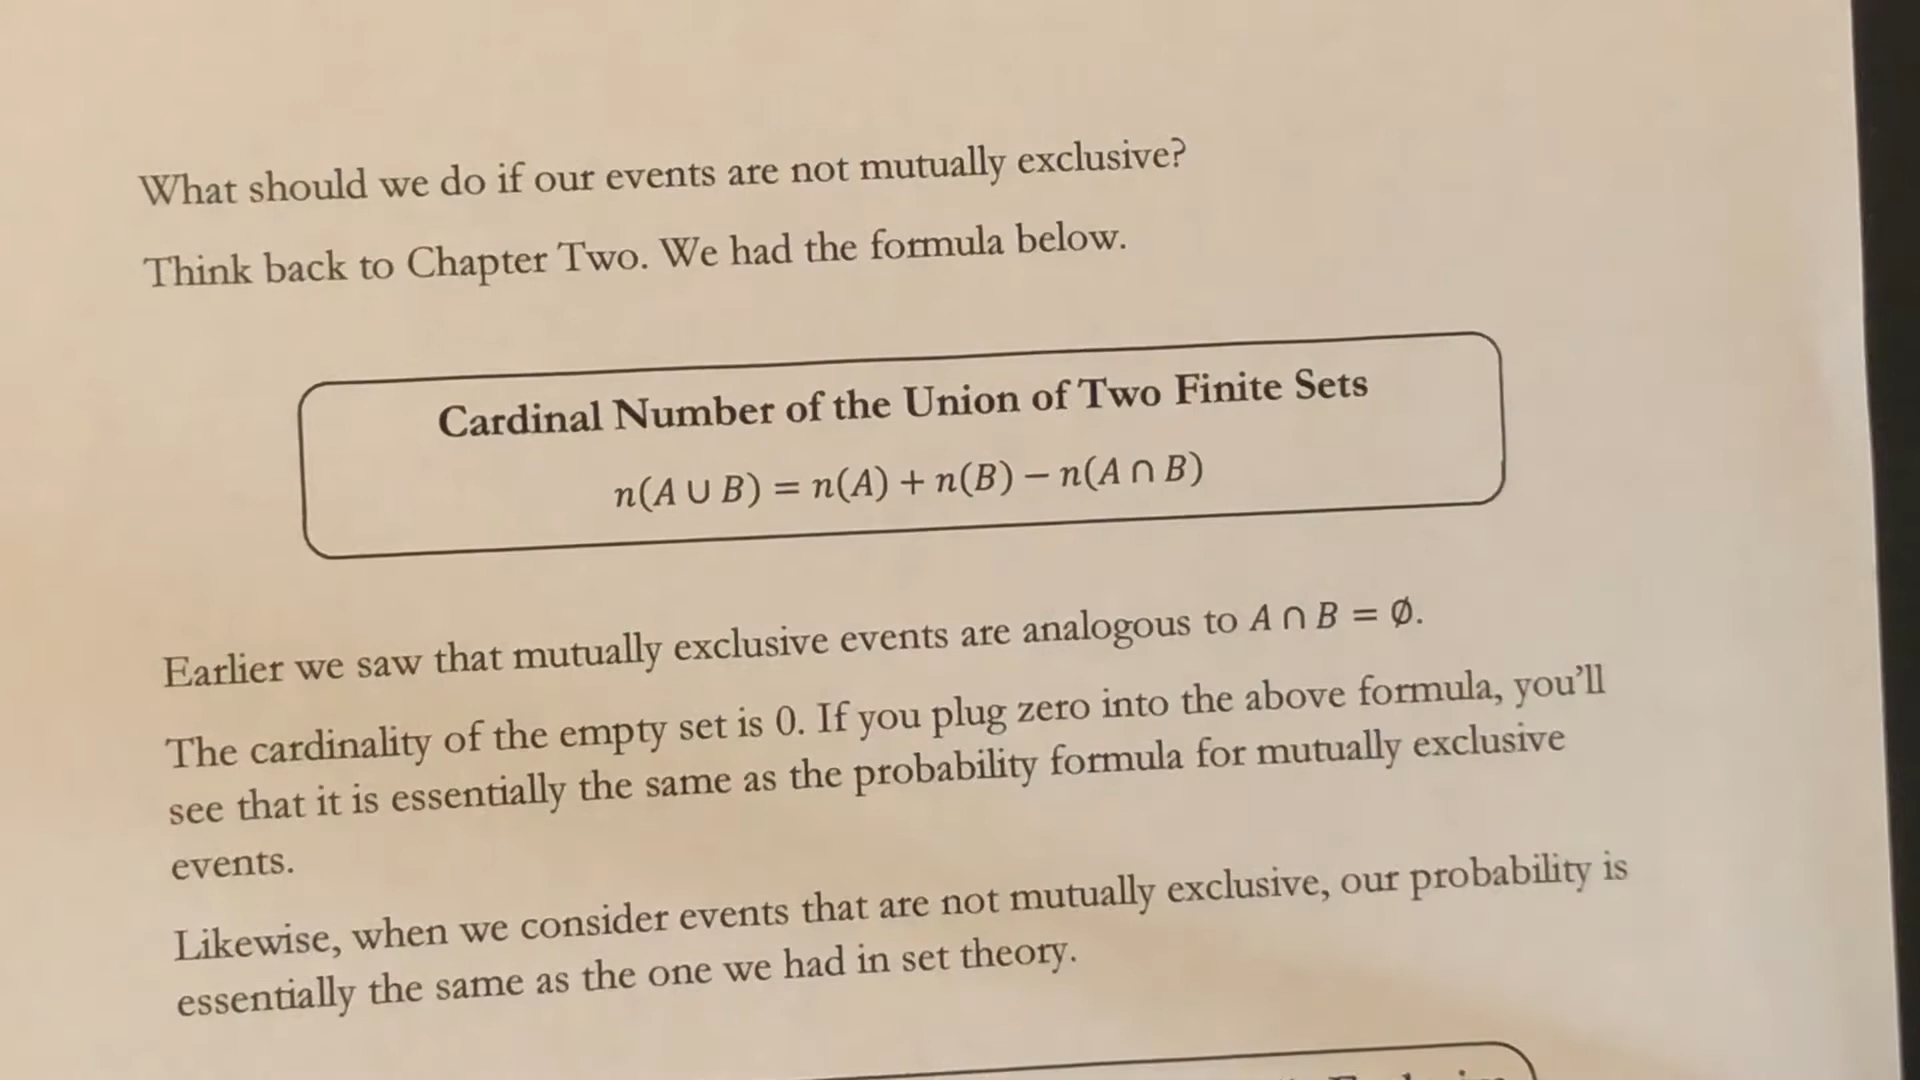 What should we do if our events are not mutually exclusive?
Think back to Chapter Two. We had the formula below.
Cardinal Number of the Union of Two Finite Sets
n(A ∪ B) = n(A) + n(B) − n(A ∩ B)
Earlier we saw that mutually exclusive events are analogous to A ∩ B = ∅.
The cardinality of the empty set is 0. If you plug zero into the above formula, you'll
see that it is essentially the same as the probability formula for mutually exclusive
events.
Likewise, when we consider events that are not mutually exclusive, our probability is
essentially the same as the one we had in set theory.